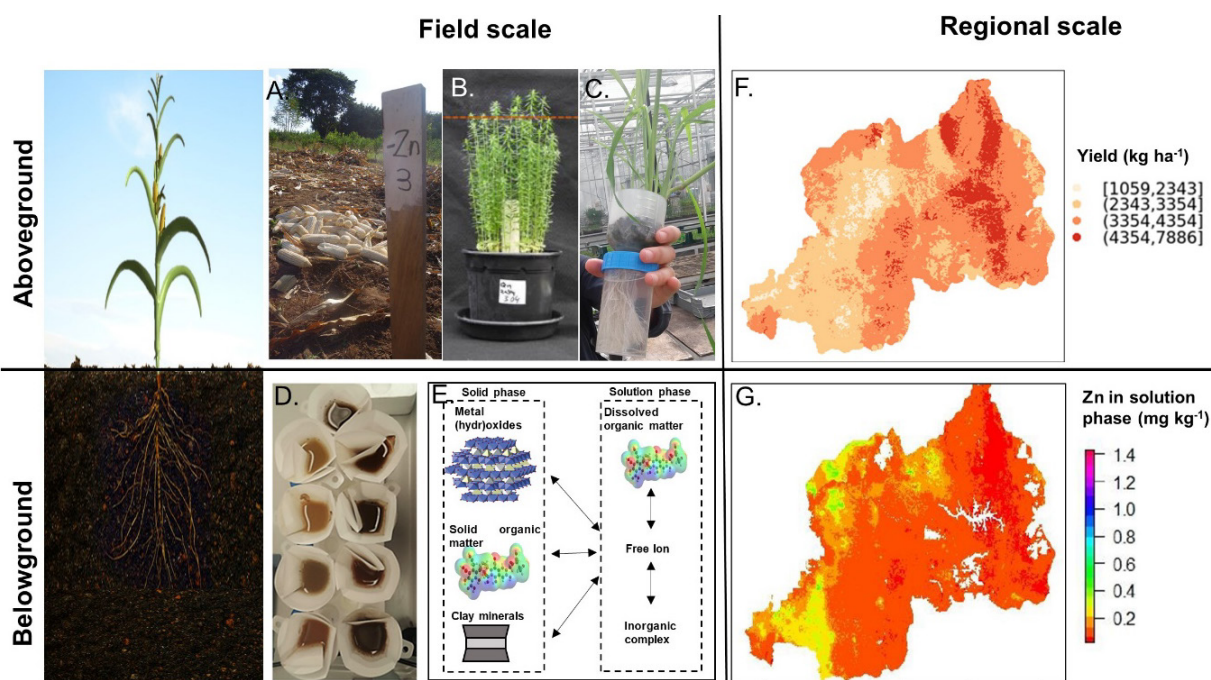 Field scale
Regional scale
Aboveground
Belowground
A.
-Zn
3
B.
C.
D.
E.
Solid phase
Metal
(hydr)oxides
Solid organic
matter
Clay minerals
Solution phase
Dissolved
organic matter
Free Ion
Inorganic
complex
F.
Yield (kg ha⁻¹)
[1059,2343]
(2343,3354]
(3354,4354]
(4354,7886]
G.
Zn in solution
phase (mg kg⁻¹)
1.4
1.2
1.0
0.8
0.6
0.4
0.2